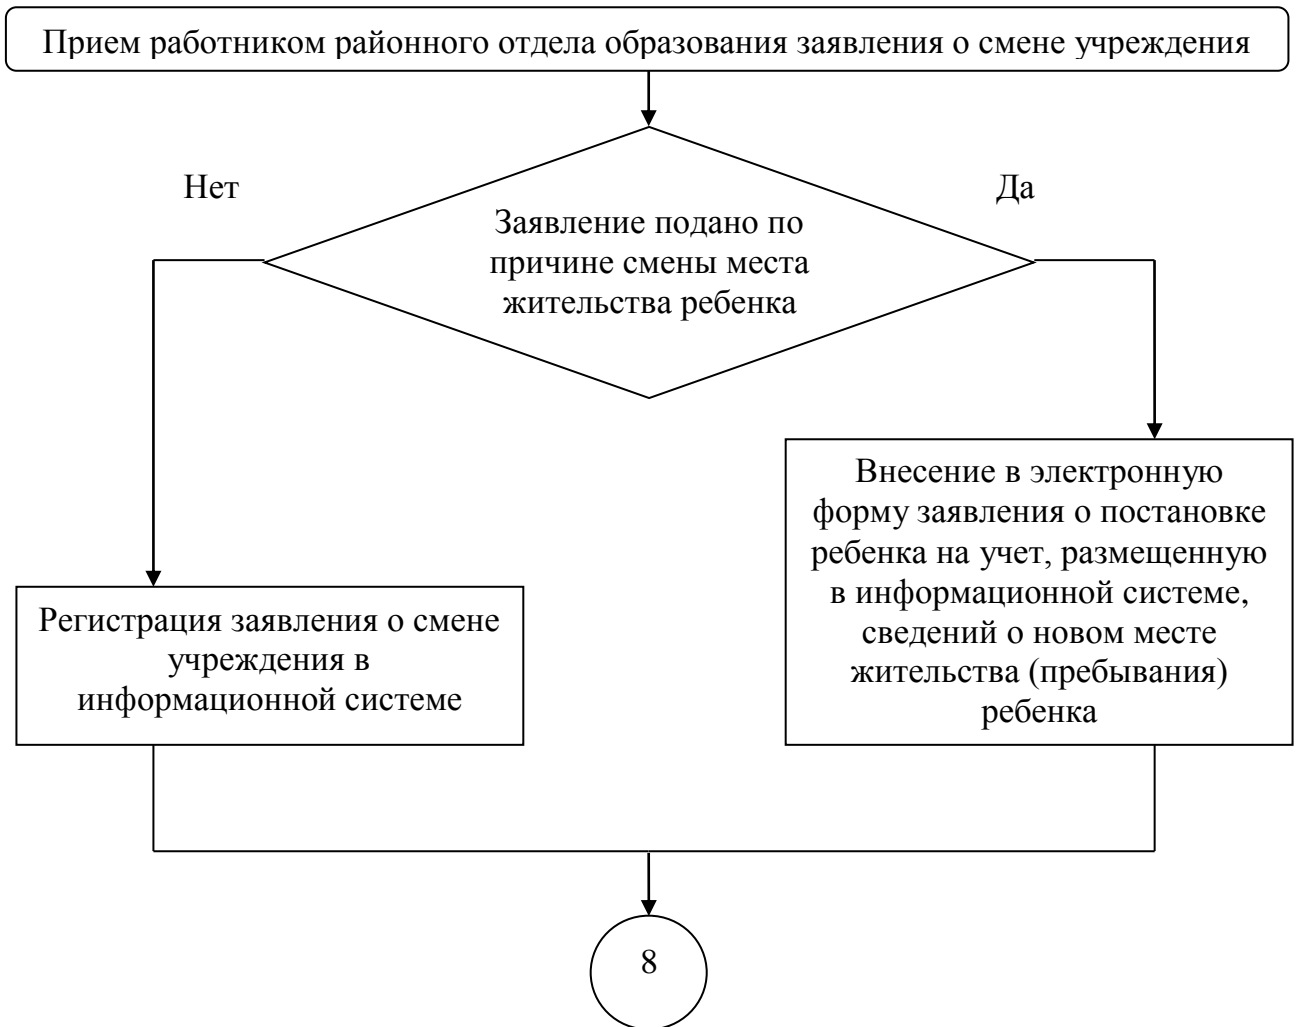 Прием работником районного отдела образования заявления о смене учреждения
Нет
Да
Заявление подано по
причине смены места
жительства ребенка
Внесение в электронную
форму заявления о постановке
ребенка на учет, размещенную
в информационной системе,
сведений о новом месте
жительства (пребывания)
ребенка
Регистрация заявления о смене
учреждения в
информационной системе
8